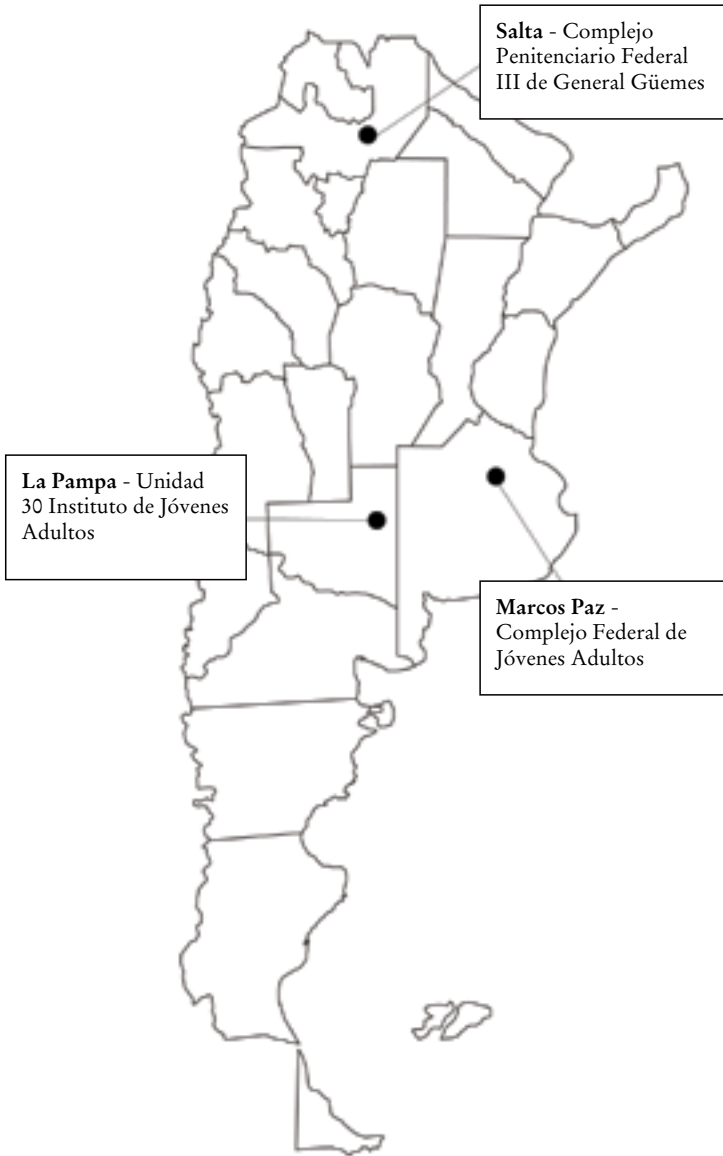 Salta - Complejo
Penitenciario Federal
III de General Güemes
La Pampa - Unidad
30 Instituto de Jóvenes
Adultos
Marcos Paz -
Complejo Federal de
Jóvenes Adultos